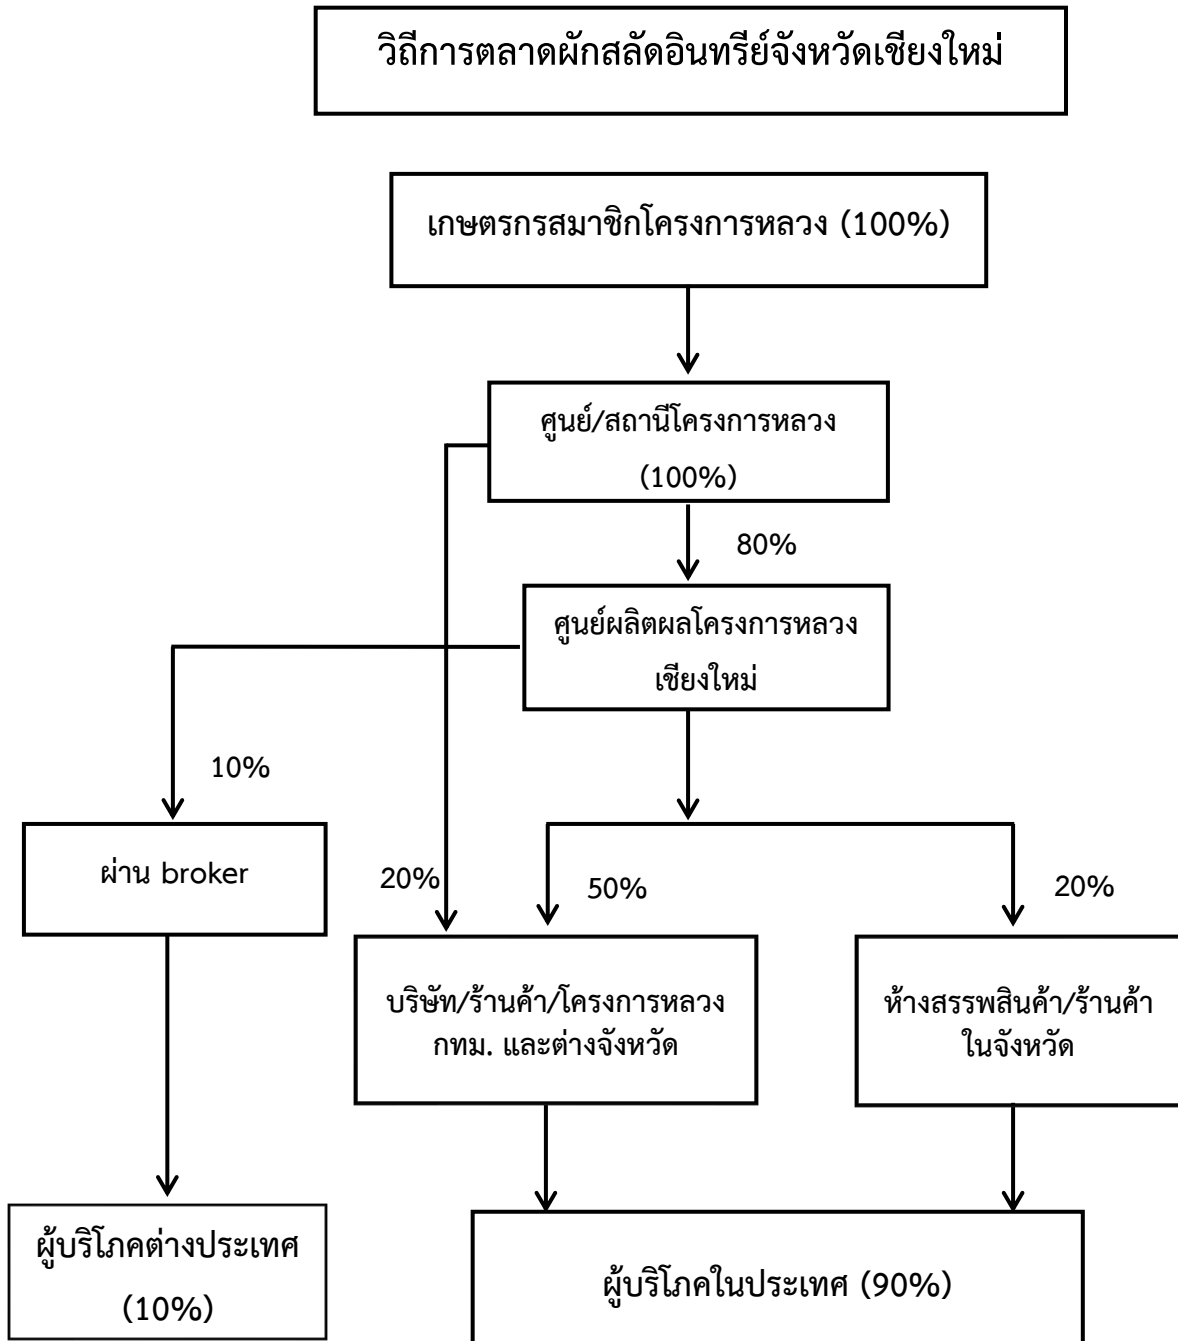 วิถีการตลาดผักสลัดอินทรีย์จังหวัดเชียงใหม่
เกษตรกรสมาชิกโครงการหลวง (100%)
ศูนย์/สถานีโครงการหลวง
(100%)
80%
ศูนย์ผลิตผลโครงการหลวง
เชียงใหม่
10%
ผ่าน broker
20%
50%
20%
บริษัท/ร้านค้า/โครงการหลวง
กทม. และต่างจังหวัด
ห้างสรรพสินค้า/ร้านค้า
ในจังหวัด
ผู้บริโภคต่างประเทศ
(10%)
ผู้บริโภคในประเทศ (90%)